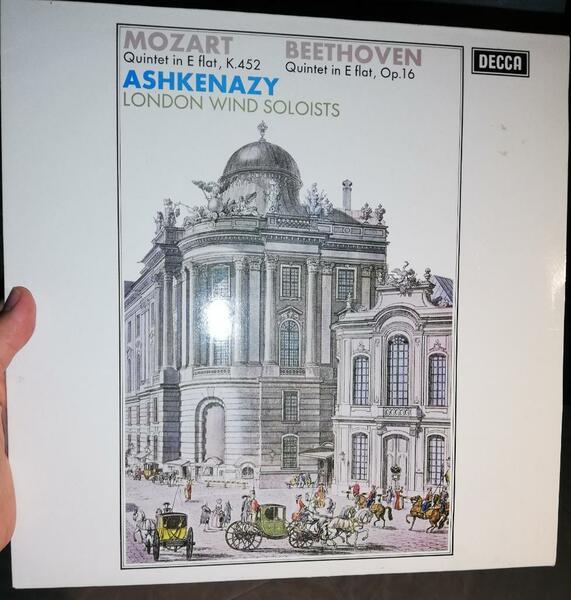 MOZART
Quintet in E flat, K.452
BEETHOVEN
Quintet in E flat, Op.16
DECCA
ASHKENAZY
LONDON WIND SOLOISTS